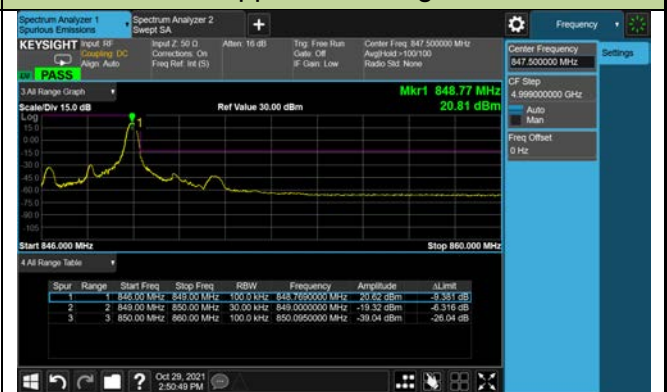 Spectrum Analyzer 1
Spurious Emissions
Spectrum Analyzer 2
Swept SA
+
Frequency
KEYSIGHT
Input: RF
Coupling: DC
Align: Auto
Input Z: 50 Ω
Corrections: On
Freq Ref: Int (S)
Atten: 16 dB
Trig: Free Run
Gate: Off
IF Gain: Low
Center Freq: 847.500000 MHz
Avg|Hold:>100/100
Radio Std: None
PASS
Center Frequency
847.500000 MHz
Settings
CF Step
4.999000000 GHz
Auto
Man
Freq Offset
0 Hz
3 All Range Graph
Mkr1 848.77 MHz
Scale/Div 15.0 dB
Ref Value 30.00 dBm
20.81 dBm
Log
15.0
0.00
-15.0
-30.0
-45.0
-60.0
-75.0
-90.0
-105
1
Start 846.000 MHz
Stop 860.000 MHz
4 All Range Table
Spur Range Start Freq Stop Freq RBW Frequency Amplitude ΔLimit
1 1 846.00 MHz 849.00 MHz 100.0 kHz 848.7690000 MHz 20.62 dBm -9.381 dB
2 2 849.00 MHz 850.00 MHz 30.00 kHz 849.0000000 MHz -19.32 dBm -6.316 dB
3 3 850.00 MHz 860.00 MHz 100.0 kHz 850.0950000 MHz -39.04 dBm -26.04 dB
?
Oct 29, 2021
2:50:49 PM